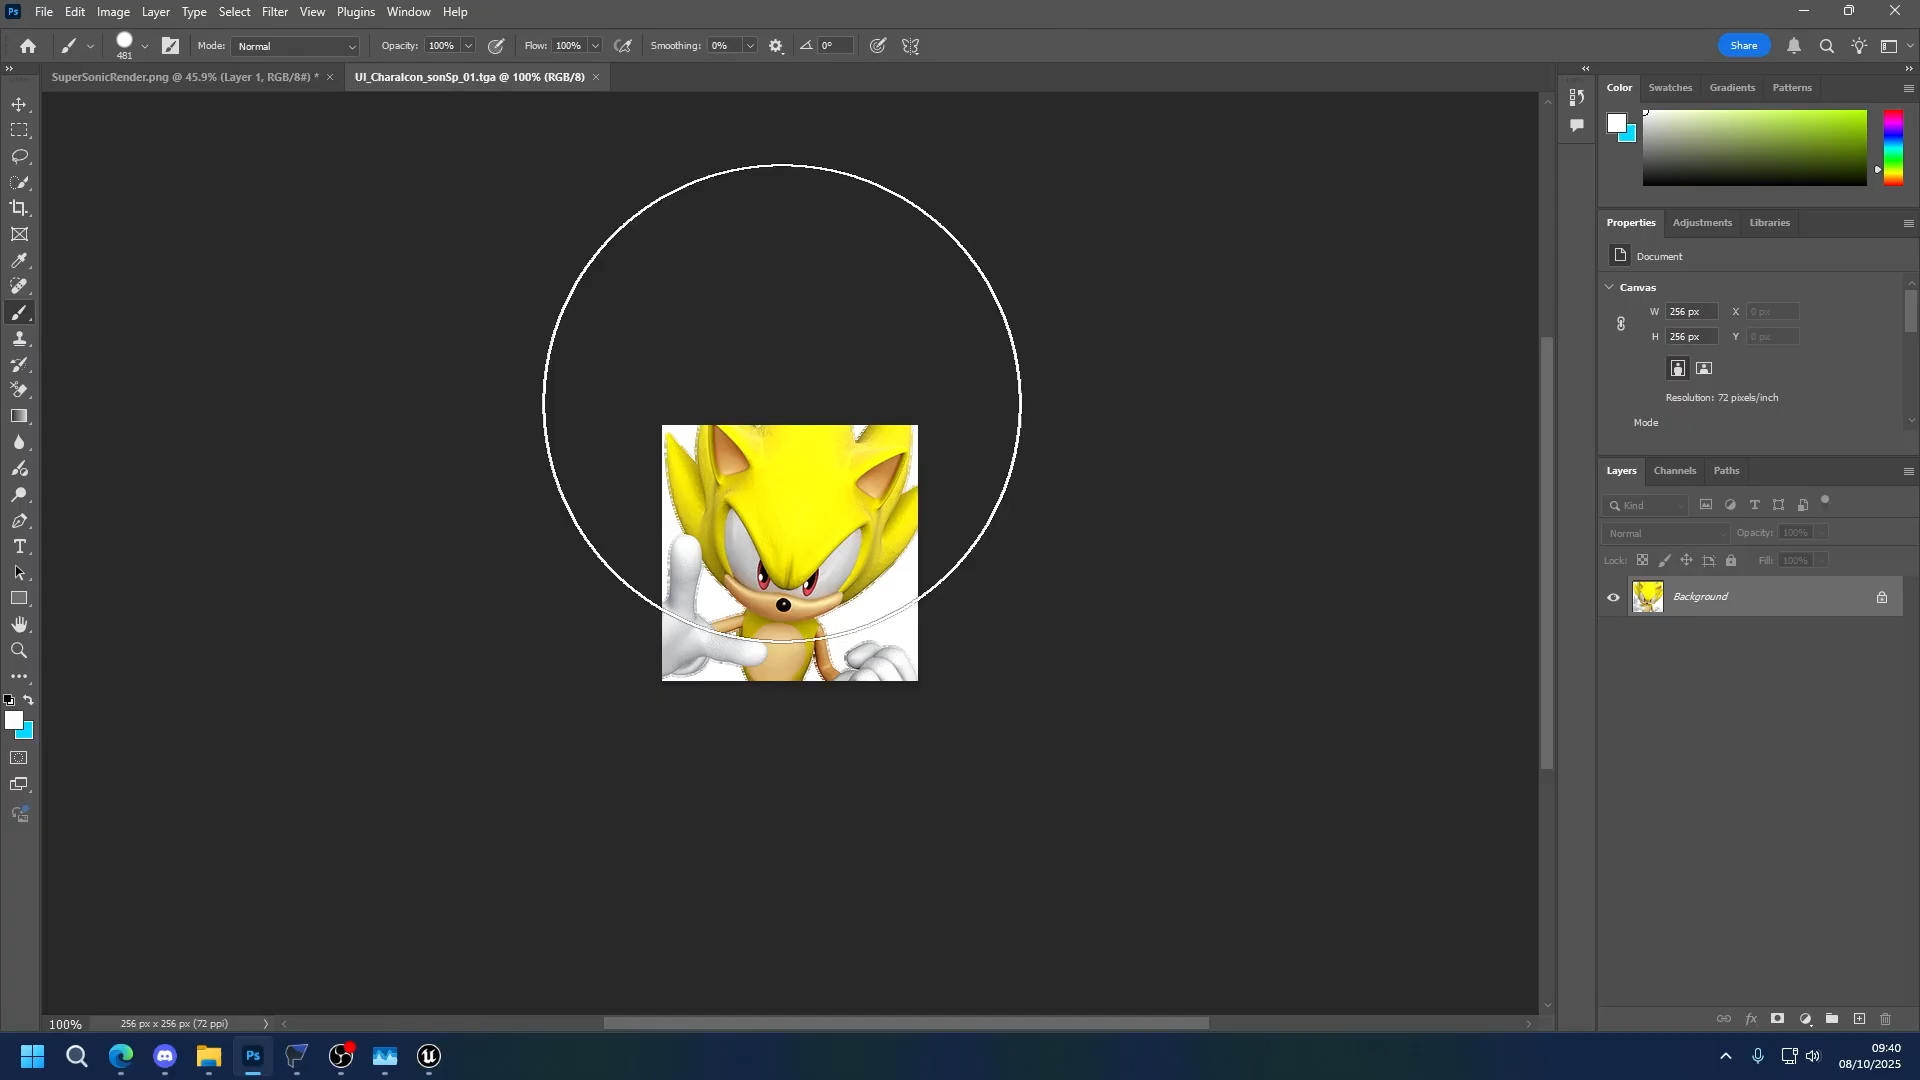 Ps File Edit Image Layer Type Select Filter View Plugins Window Help
481 Mode: Normal Opacity: 100% Flow: 100% Smoothing: 0% 0° Share
SuperSonicRender.png @ 45.9% (Layer 1, RGB/8#) * × UI_CharaIcon_sonSp_01.tga @ 100% (RGB/8) ×
Color Swatches Gradients Patterns
Properties Adjustments Libraries
Document
Canvas
W 256 px X 0 px
H 256 px Y 0 px
Resolution: 72 pixels/inch
Mode
Layers Channels Paths
Kind
Normal Opacity: 100%
Lock: Fill: 100%
Background
100% 256 px x 256 px (72 ppi)
Ps
09:40
08/10/2025